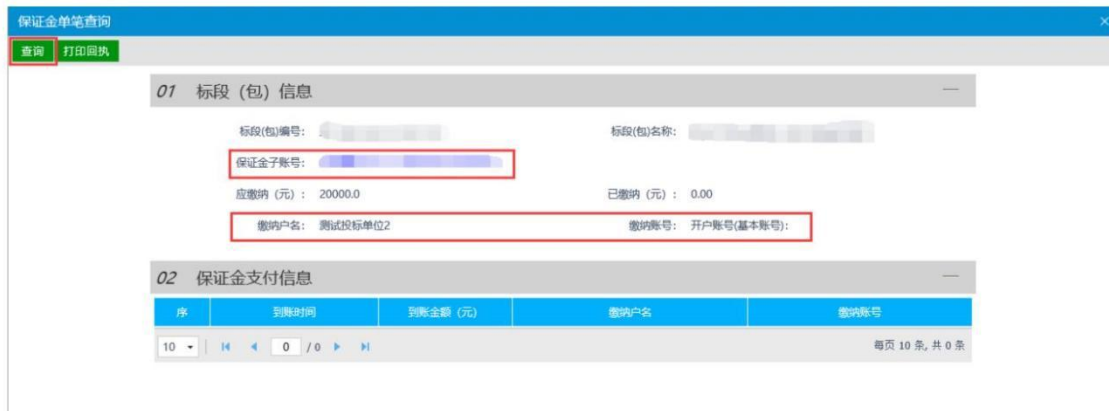 保证金单笔查询
查询 打印回执
01 标段 (包) 信息
标段(包)编号: 标段(包)名称:
保证金子账号:
应缴纳 (元) : 20000.0 已缴纳 (元) : 0.00
缴纳户名: 测试投标单位2 缴纳账号: 开户账号(基本账号):
02 保证金支付信息
序 到账时间 到账金额 (元) 缴纳户名 缴纳账号
10 0 / 0 每页 10 条, 共 0 条